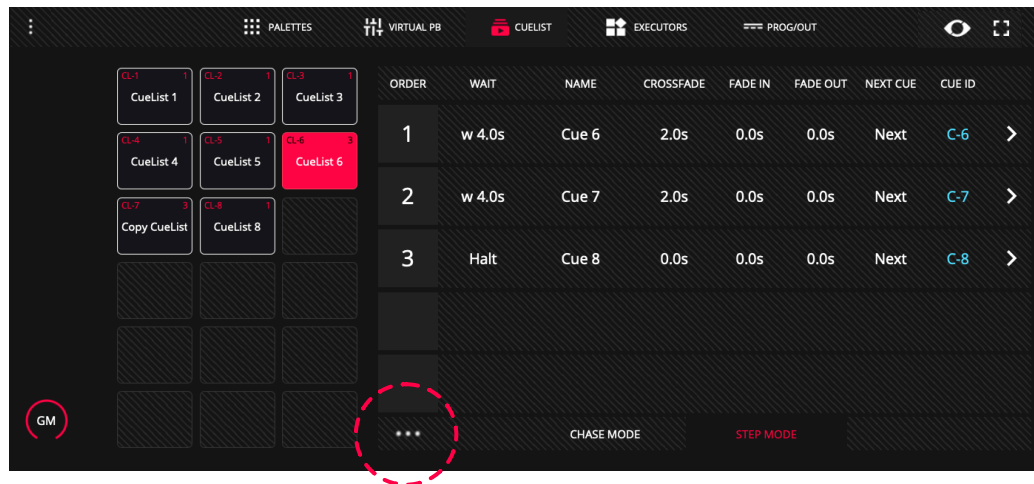 PALETTES
VIRTUAL PB
CUELIST
EXECUTORS
PROG/OUT
CL-1 1
CueList 1
CL-2 1
CueList 2
CL-3 1
CueList 3
CL-4 1
CueList 4
CL-5 1
CueList 5
CL-6 3
CueList 6
CL-7 3
Copy CueList
CL-8 1
CueList 8
GM
ORDER WAIT NAME CROSSFADE FADE IN FADE OUT NEXT CUE CUE ID
1 w 4.0s Cue 6 2.0s 0.0s 0.0s Next C-6
2 w 4.0s Cue 7 2.0s 0.0s 0.0s Next C-7
3 Halt Cue 8 0.0s 0.0s 0.0s Next C-8
CHASE MODE
STEP MODE